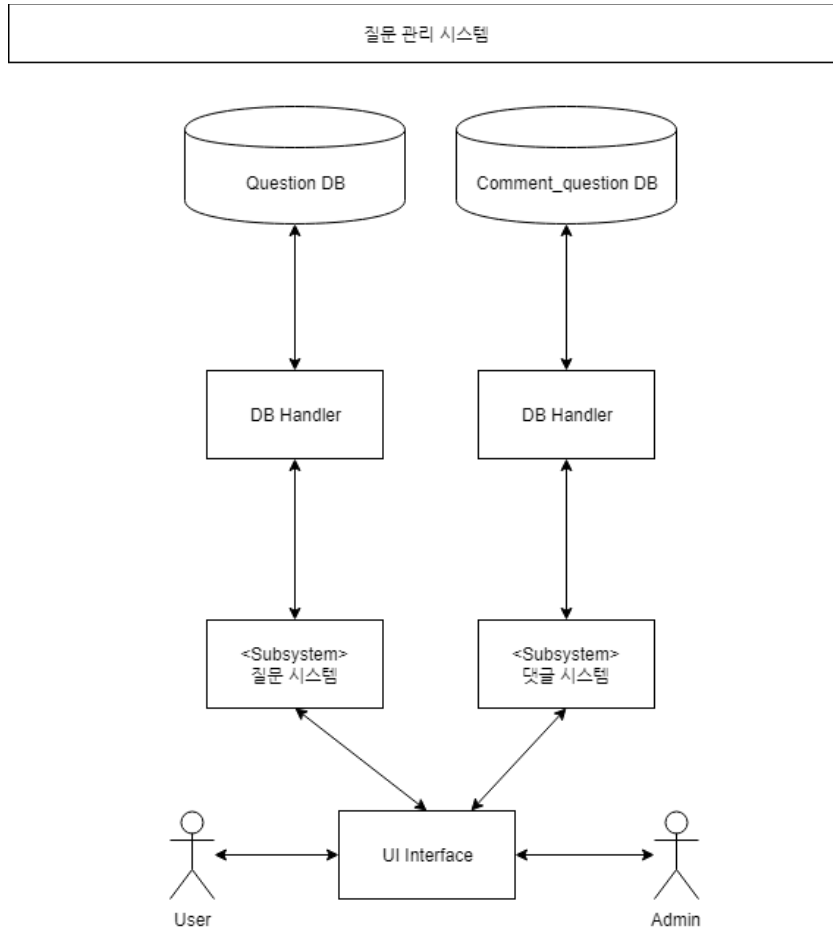 질문 관리 시스템
Question DB
Comment_question DB
DB Handler
DB Handler
<Subsystem>
질문 시스템
<Subsystem>
댓글 시스템
UI Interface
User
Admin